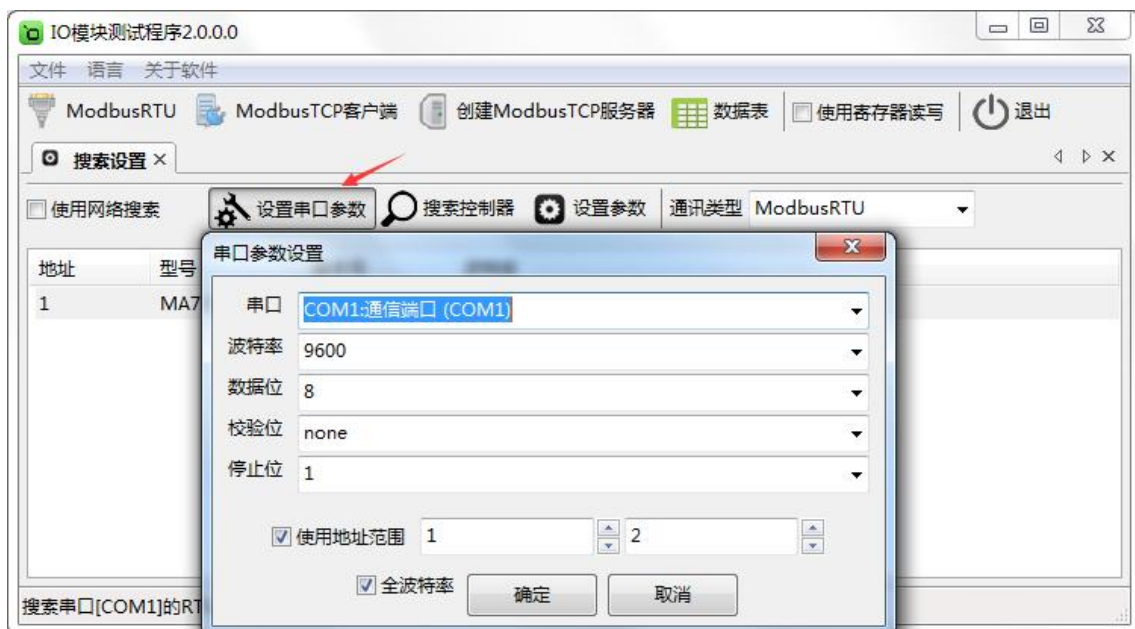 IO模块测试程序2.0.0.0
文件 语言 关于软件
ModbusRTU ModbusTCP客户端 创建ModbusTCP服务器 数据表 使用寄存器读写 退出
搜索设置
使用网络搜索 设置串口参数 搜索控制器 设置参数 通讯类型 ModbusRTU
串口参数设置
地址 型号
1 MA7
串口 COM1:通信端口 (COM1)
波特率 9600
数据位 8
校验位 none
停止位 1
使用地址范围 1 2
全波特率 确定 取消
搜索串口[COM1]的RT